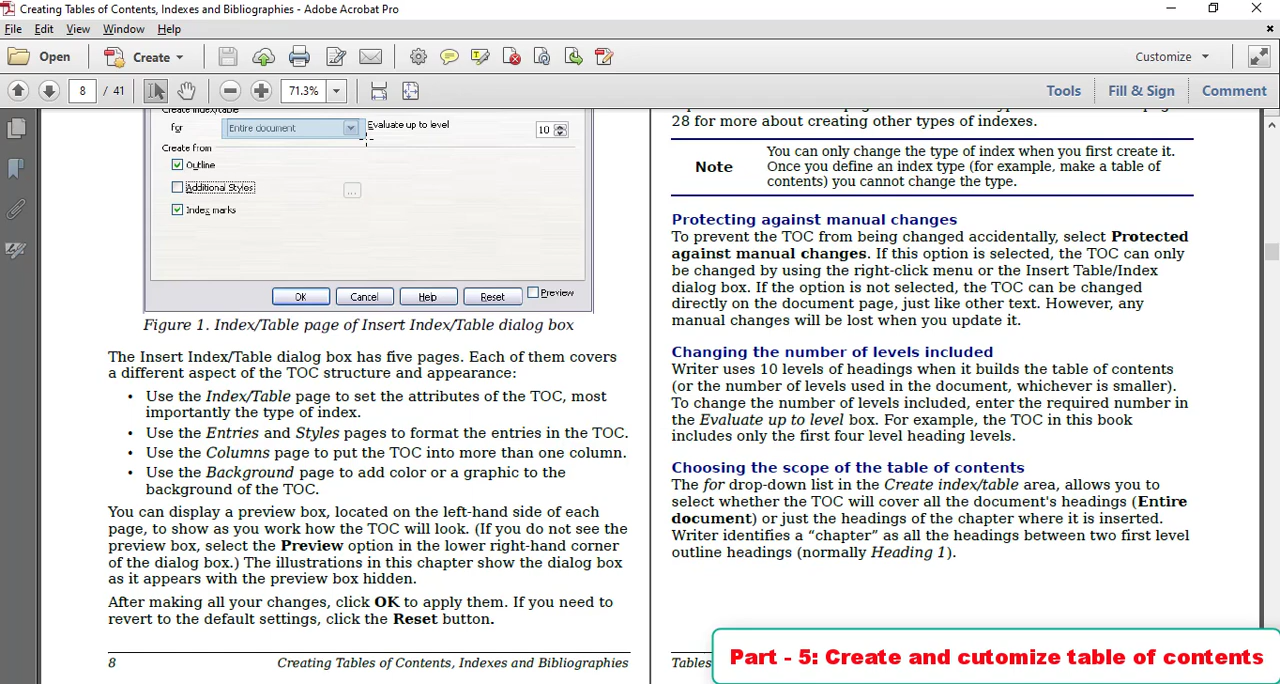 Creating Tables of Contents, Indexes and Bibliographies - Adobe Acrobat Pro
File Edit View Window Help
Open Create Customize
8 / 41 71.3% Tools Fill & Sign Comment
Create index/table
for Entire document Evaluate up to level 10
Create from
Outline
Additional Styles ...
Index marks
OK Cancel Help Reset Preview
Figure 1. Index/Table page of Insert Index/Table dialog box
The Insert Index/Table dialog box has five pages. Each of them covers
a different aspect of the TOC structure and appearance:
• Use the Index/Table page to set the attributes of the TOC, most
importantly the type of index.
• Use the Entries and Styles pages to format the entries in the TOC.
• Use the Columns page to put the TOC into more than one column.
• Use the Background page to add color or a graphic to the
background of the TOC.
You can display a preview box, located on the left-hand side of each
page, to show as you work how the TOC will look. (If you do not see the
preview box, select the Preview option in the lower right-hand corner
of the dialog box.) The illustrations in this chapter show the dialog box
as it appears with the preview box hidden.
After making all your changes, click OK to apply them. If you need to
revert to the default settings, click the Reset button.
8 Creating Tables of Contents, Indexes and Bibliographies
28 for more about creating other types of indexes.
Note
You can only change the type of index when you first create it.
Once you define an index type (for example, make a table of
contents) you cannot change the type.
Protecting against manual changes
To prevent the TOC from being changed accidentally, select Protected
against manual changes. If this option is selected, the TOC can only
be changed by using the right-click menu or the Insert Table/Index
dialog box. If the option is not selected, the TOC can be changed
directly on the document page, just like other text. However, any
manual changes will be lost when you update it.
Changing the number of levels included
Writer uses 10 levels of headings when it builds the table of contents
(or the number of levels used in the document, whichever is smaller).
To change the number of levels included, enter the required number in
the Evaluate up to level box. For example, the TOC in this book
includes only the first four level heading levels.
Choosing the scope of the table of contents
The for drop-down list in the Create index/table area, allows you to
select whether the TOC will cover all the document's headings (Entire
document) or just the headings of the chapter where it is inserted.
Writer identifies a “chapter” as all the headings between two first level
outline headings (normally Heading 1).
Tables
Part - 5: Create and cutomize table of contents